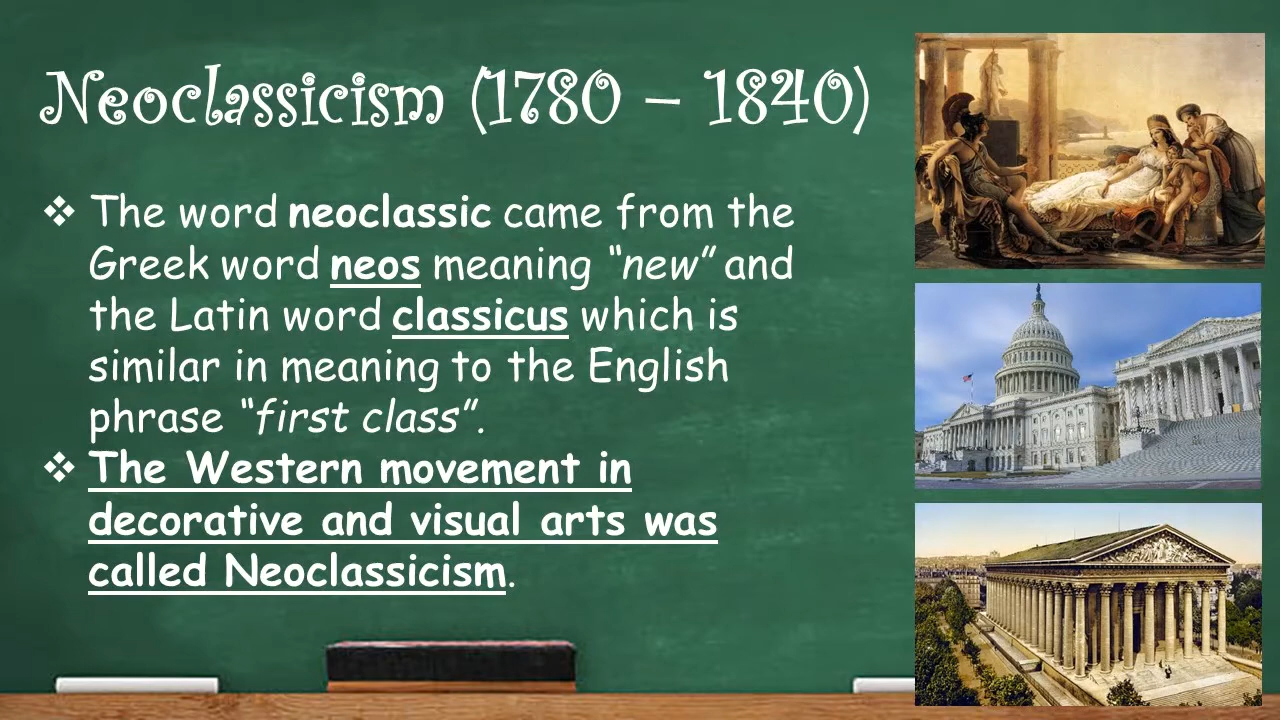 Neoclassicism (1780 – 1840)
❖ The word neoclassic came from the
Greek word neos meaning “new” and
the Latin word classicus which is
similar in meaning to the English
phrase “first class”.
❖ The Western movement in
decorative and visual arts was
called Neoclassicism.